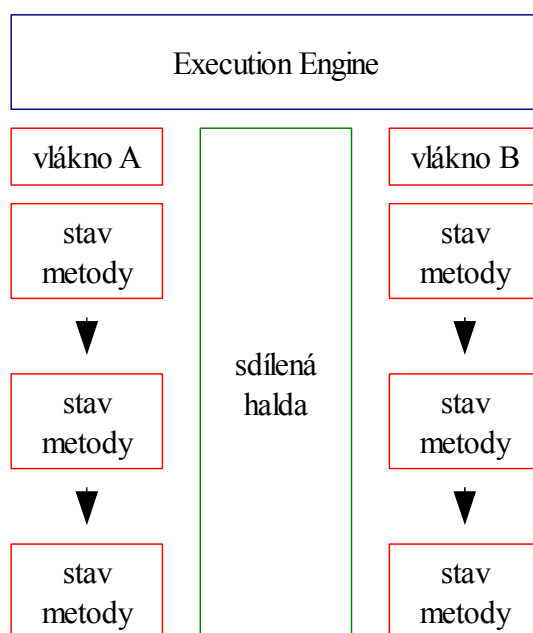 Execution Engine
vlákno A
stav
metody
stav
metody
stav
metody
sdílená
halda
vlákno B
stav
metody
stav
metody
stav
metody